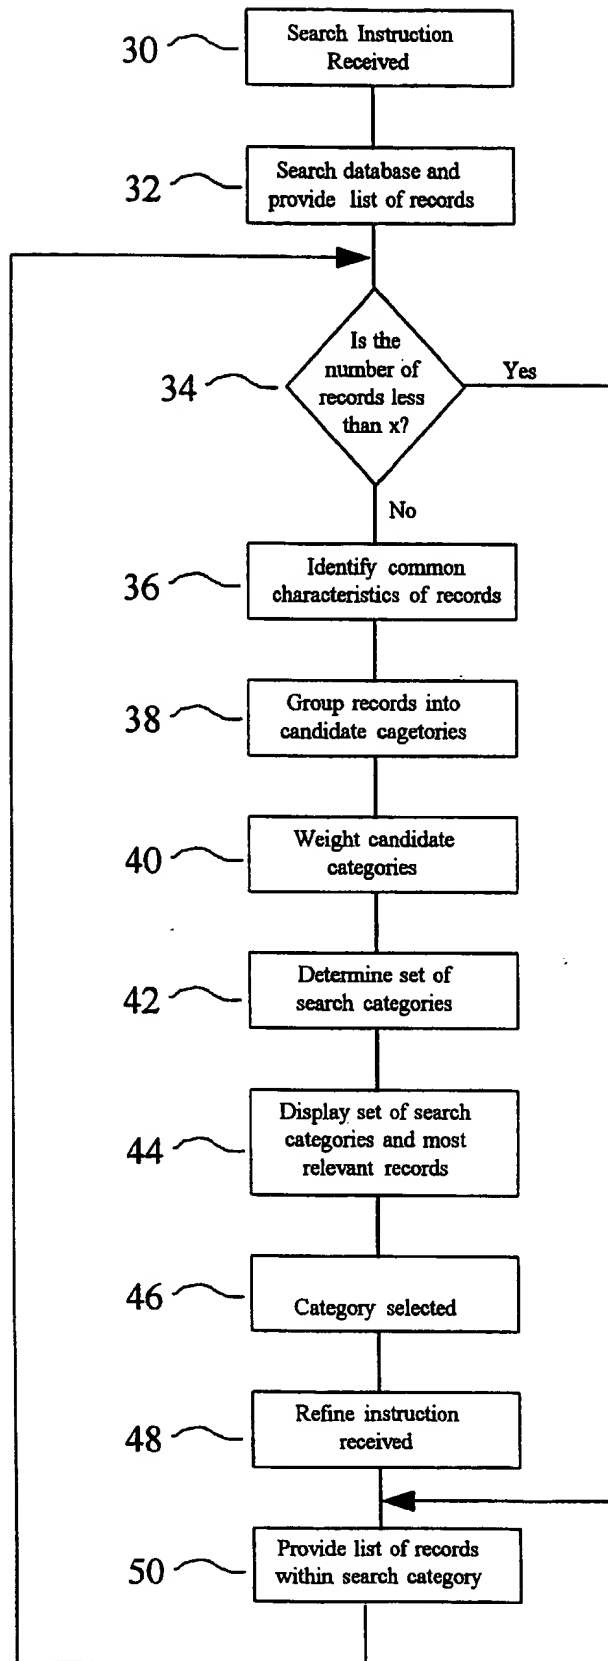 30
Search Instruction
Received
32
Search database and
provide list of records
34
Is the
number of
records less
than x?
Yes
No
36
Identify common
characteristics of records
38
Group records into
candidate cagetories
40
Weight candidate
categories
42
Determine set of
search categories
44
Display set of search
categories and most
relevant records
46
Category selected
48
Refine instruction
received
50
Provide list of records
within search category